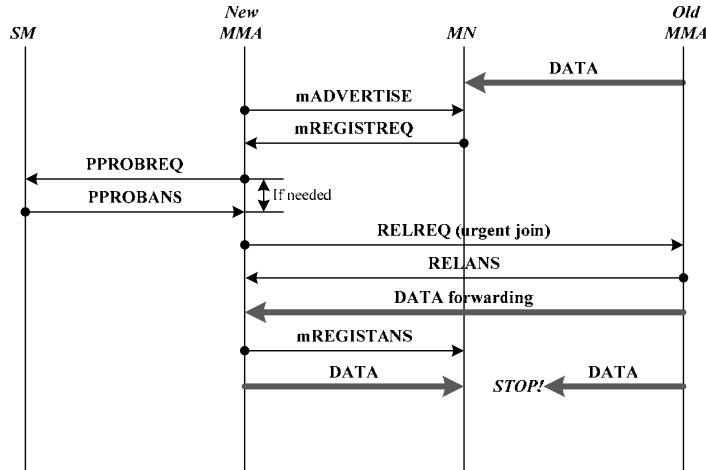 New
Old
SM
MMA
MN
MMA
DATA
mADVERTISE
mREGISTREQ
PPROBREQ
PPROBANS
If needed
RELREQ (urgent join)
RELANS
DATA forwarding
mREGISTANS
DATA
STOP!
DATA